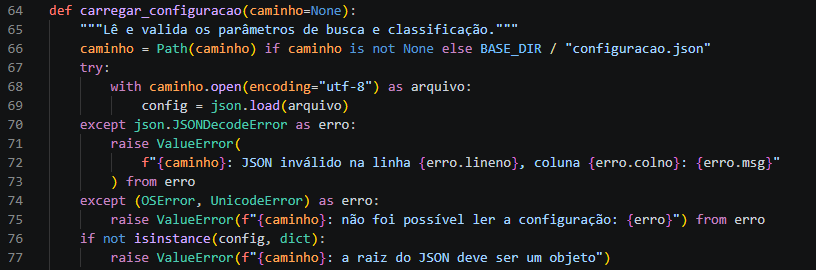 64 def carregar_configuracao(caminho=None):
65     """Lê e valida os parâmetros de busca e classificação."""
66     caminho = Path(caminho) if caminho is not None else BASE_DIR / "configuracao.json"
67     try:
68         with caminho.open(encoding="utf-8") as arquivo:
69             config = json.load(arquivo)
70     except json.JSONDecodeError as erro:
71         raise ValueError(
72             f"{caminho}: JSON inválido na linha {erro.lineno}, coluna {erro.colno}: {erro.msg}"
73         ) from erro
74     except (OSError, UnicodeError) as erro:
75         raise ValueError(f"{caminho}: não foi possível ler a configuração: {erro}") from erro
76     if not isinstance(config, dict):
77         raise ValueError(f"{caminho}: a raiz do JSON deve ser um objeto")